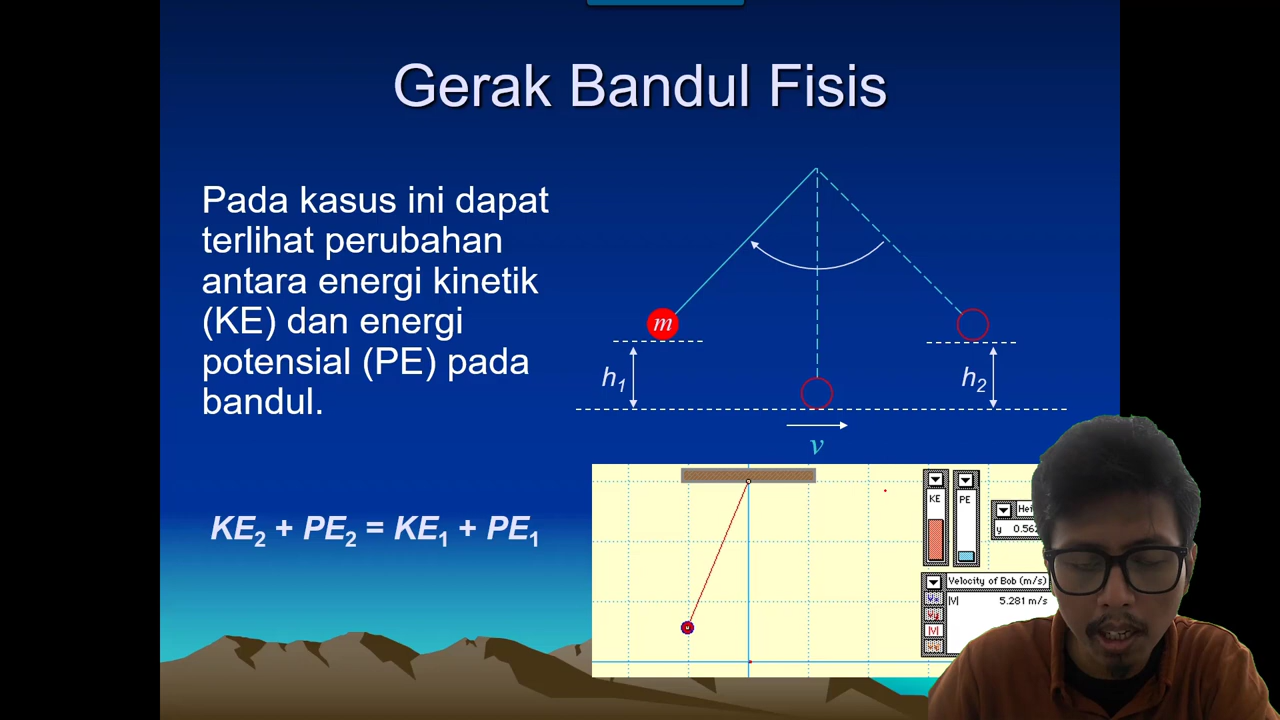 Gerak Bandul Fisis
Pada kasus ini dapat
terlihat perubahan
antara energi kinetik
(KE) dan energi
potensial (PE) pada
bandul.
m
h1
h2
v
KE2 + PE2 = KE1 + PE1
KE
PE
y
Velocity of Bob (m/s)
|V| 5.281 m/s
|V|